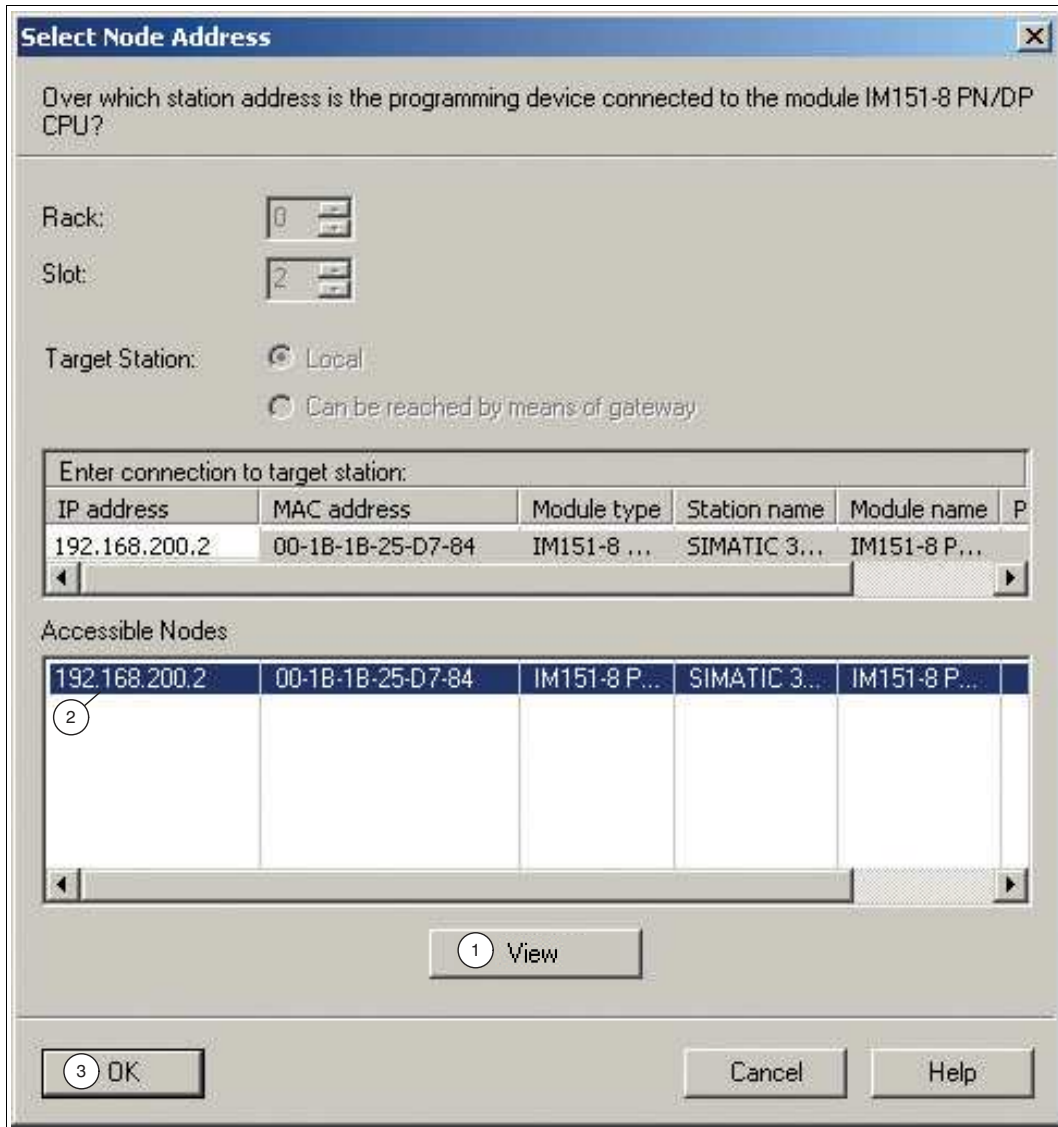 Select Node Address
Over which station address is the programming device connected to the module IM151-8 PN/DP
CPU?
Rack: 0
Slot: 2
Target Station: Local
Can be reached by means of gateway
Enter connection to target station:
IP address MAC address Module type Station name Module name P
192.168.200.2 00-1B-1B-25-D7-84 IM151-8 ... SIMATIC 3... IM151-8 P...
Accessible Nodes
192.168.200.2 00-1B-1B-25-D7-84 IM151-8 P... SIMATIC 3... IM151-8 P...
2
1 View
3 OK Cancel Help